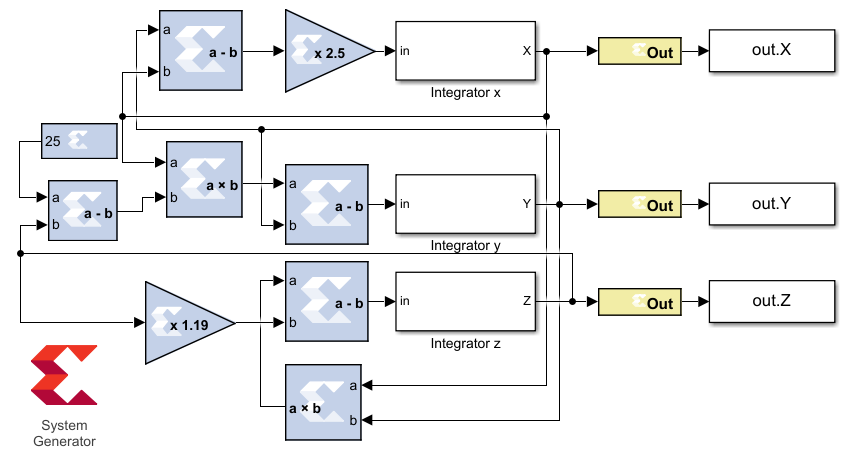 a
b
a - b
x 2.5
in
X
Integrator x
Out
out.X
25
a
b
a × b
a
b
a - b
a
b
a - b
in
Y
Integrator y
Out
out.Y
x 1.19
a
b
a - b
in
Z
Integrator z
Out
out.Z
a
b
a × b
System
Generator